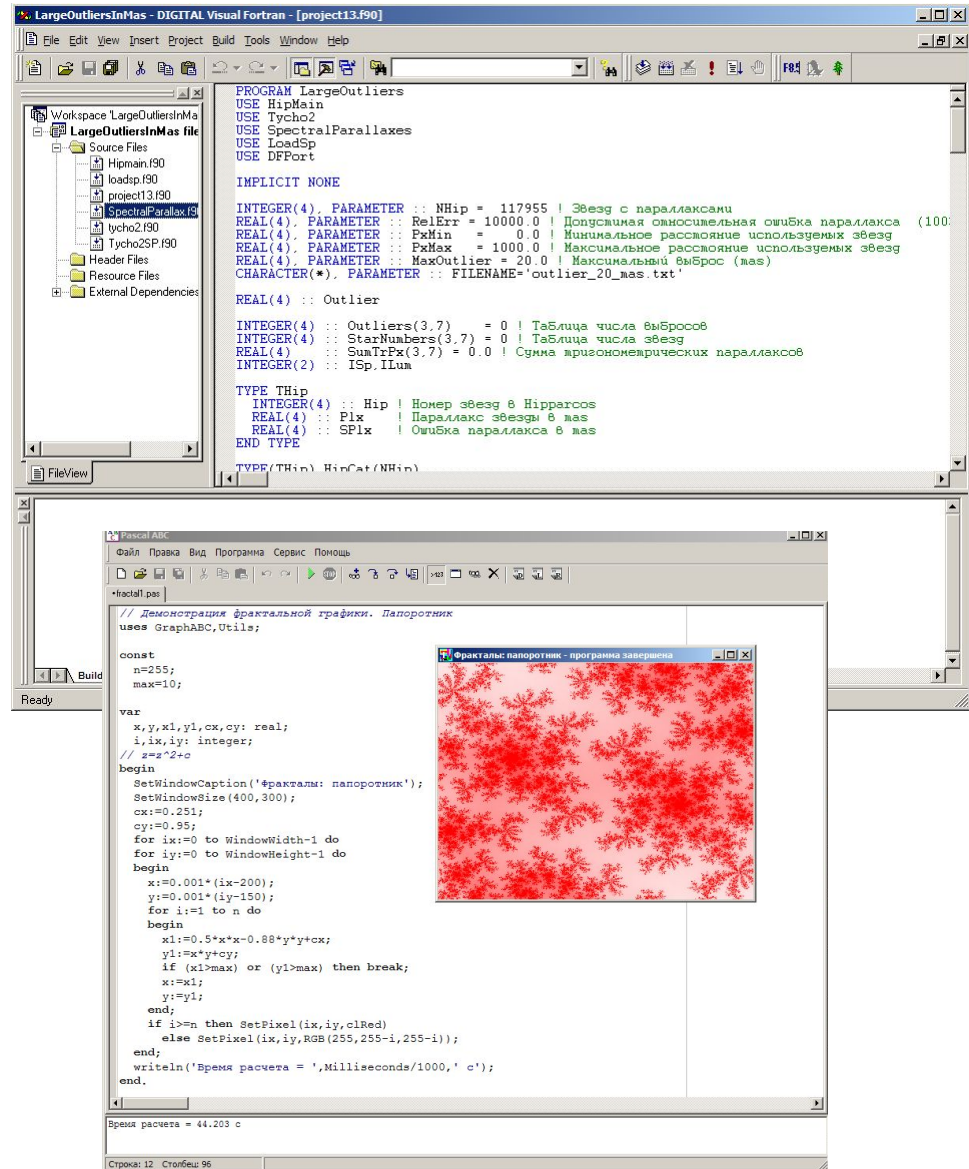 LargeOutliersInMas - DIGITAL Visual Fortran - [project13.f90]
File Edit View Insert Project Build Tools Window Help
Workspace 'LargeOutliersInMa
LargeOutliersInMas file
Source Files
Hipmain.f90
loadsp.f90
project13.f90
SpectralParallax.f9
tycho2.f90
Tycho2SP.f90
Header Files
Resource Files
External Dependencies
FileView
PROGRAM LargeOutliers
USE HipMain
USE Tycho2
USE SpectralParallaxes
USE LoadSp
USE DFPort
IMPLICIT NONE
INTEGER(4), PARAMETER :: NHip = 117955 ! Звезд с параллаксами
REAL(4), PARAMETER :: RelErr = 10000.0 ! Допустимая относительная ошибка параллакса (100
REAL(4), PARAMETER :: PxMin = 0.0 ! Минимальное расстояние используемых звезд
REAL(4), PARAMETER :: PxMax = 1000.0 ! Максимальное расстояние используемых звезд
REAL(4), PARAMETER :: MaxOutlier = 20.0 ! Максимальный выброс (mas)
CHARACTER(*), PARAMETER :: FILENAME='outlier_20_mas.txt'
REAL(4) :: Outlier
INTEGER(4) :: Outliers(3,7) = 0 ! Таблица числа выбросов
INTEGER(4) :: StarNumbers(3,7) = 0 ! Таблица числа звезд
REAL(4) :: SumTrPx(3,7) = 0.0 ! Сумма тригонометрических параллаксов
INTEGER(2) :: ISp,ILum
TYPE THip
INTEGER(4) :: Hip ! Номер звезд в Hipparcos
REAL(4) :: Plx ! Параллакс звезды в mas
REAL(4) :: SPlx ! Ошибка параллакса в mas
END TYPE
TYPE(THip) HipCat(NHip)
Build
Ready
Pascal ABC
Файл Правка Вид Программа Сервис Помощь
•fractal1.pas
// Демонстрация фрактальной графики. Папоротник
uses GraphABC,Utils;
const
n=255;
max=10;
var
x,y,x1,y1,cx,cy: real;
i,ix,iy: integer;
// z=z^2+c
begin
SetWindowCaption('Фракталы: папоротник');
SetWindowSize(400,300);
cx:=0.251;
cy:=0.95;
for ix:=0 to WindowWidth-1 do
for iy:=0 to WindowHeight-1 do
begin
x:=0.001*(ix-200);
y:=0.001*(iy-150);
for i:=1 to n do
begin
x1:=0.5*x*x-0.88*y*y+cx;
y1:=x*y+cy;
if (x1>max) or (y1>max) then break;
x:=x1;
y:=y1;
end;
if i>=n then SetPixel(ix,iy,clRed)
else SetPixel(ix,iy,RGB(255,255-i,255-i));
end;
writeln('Время расчета = ',Milliseconds/1000,' с');
end.
Фракталы: папоротник - программа завершена
Время расчета = 44.203 с
Строка: 12 Столбец: 96